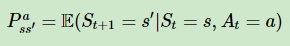 P^a_{ss'} = 𝔼(S_{t+1} = s'|S_t = s, A_t = a)